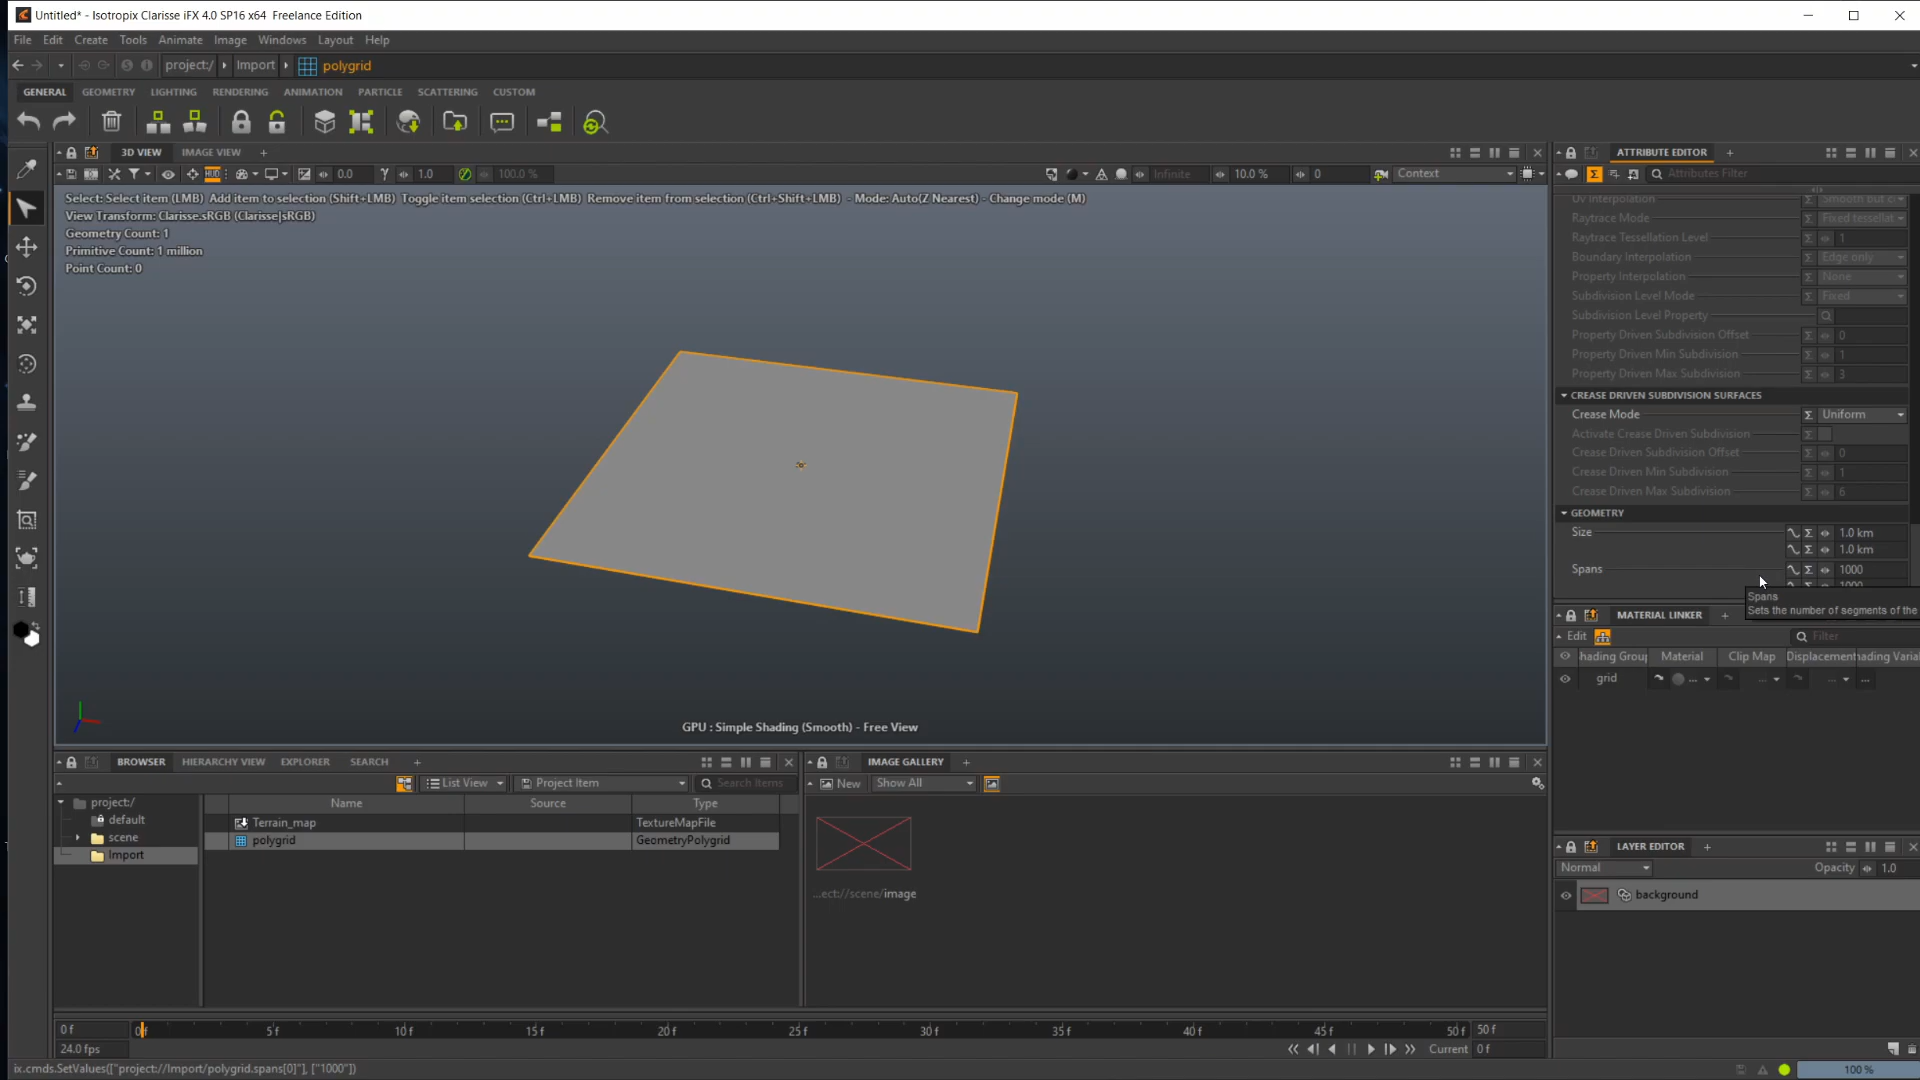 Untitled* - Isotropix Clarisse iFX 4.0 SP16 x64  Freelance Edition
File Edit Create Tools Animate Image Windows Layout Help
project:/ Import polygrid
GENERAL GEOMETRY LIGHTING RENDERING ANIMATION PARTICLE SCATTERING CUSTOM
3D VIEW IMAGE VIEW +
HUD 0.0 γ 1.0 100.0 % Infinite 10.0 % 0 Context
Select: Select item (LMB)  Add item to selection (Shift+LMB)  Toggle item selection (Ctrl+LMB)  Remove item from selection (Ctrl+Shift+LMB)  - Mode: Auto(Z Nearest) - Change mode (M)
View Transform: Clarisse.sRGB (Clarisse|sRGB)
Geometry Count: 1
Primitive Count: 1 million
Point Count: 0
GPU : Simple Shading (Smooth) - Free View
ATTRIBUTE EDITOR +
Attributes Filter
Uv Interpolation Smooth but c
Raytrace Mode Fixed tessellat
Raytrace Tessellation Level 1
Boundary Interpolation Edge only
Property Interpolation None
Subdivision Level Mode Fixed
Subdivision Level Property
Property Driven Subdivision Offset 0
Property Driven Min Subdivision 1
Property Driven Max Subdivision 3
CREASE DRIVEN SUBDIVISION SURFACES
Crease Mode Uniform
Activate Crease Driven Subdivision
Crease Driven Subdivision Offset 0
Crease Driven Min Subdivision 1
Crease Driven Max Subdivision 6
GEOMETRY
Size 1.0 km
1.0 km
Spans 1000
1000
Spans
Sets the number of segments of the
MATERIAL LINKER +
Edit Filter
hading Group Material Clip Map Displacement hading Varia
grid ... ... ... ...
BROWSER HIERARCHY VIEW EXPLORER SEARCH +
List View Project Item Search Items
Name Source Type
project:/
default
scene
Import
Terrain_map TextureMapFile
polygrid GeometryPolygrid
IMAGE GALLERY +
New Show All
...ect://scene/image
LAYER EDITOR +
Normal Opacity 1.0
background
0 f 0f 5 f 10 f 15 f 20 f 25 f 30 f 35 f 40 f 45 f 50 f 50 f
24.0 fps Current 0 f
ix.cmds.SetValues(["project://Import/polygrid.spans[0]"], ["1000"])
100 %